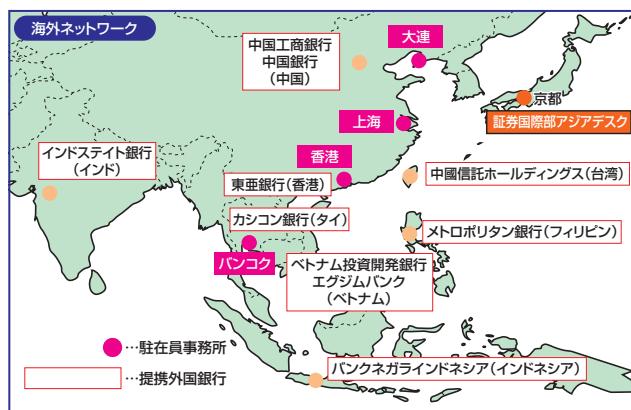 海外ネットワーク
中国工商銀行
中国銀行
(中国)
大連
京都
証券国際部アジアデスク
上海
インドステイト銀行
(インド)
香港
東亜銀行(香港)
中國信託ホールディングス(台湾)
カシコン銀行(タイ)
メトロポリタン銀行(フィリピン)
バンコク
ベトナム投資開発銀行
エグジムバンク
(ベトナム)
…駐在員事務所
…提携外国銀行
バンクネガラインドネシア(インドネシア)